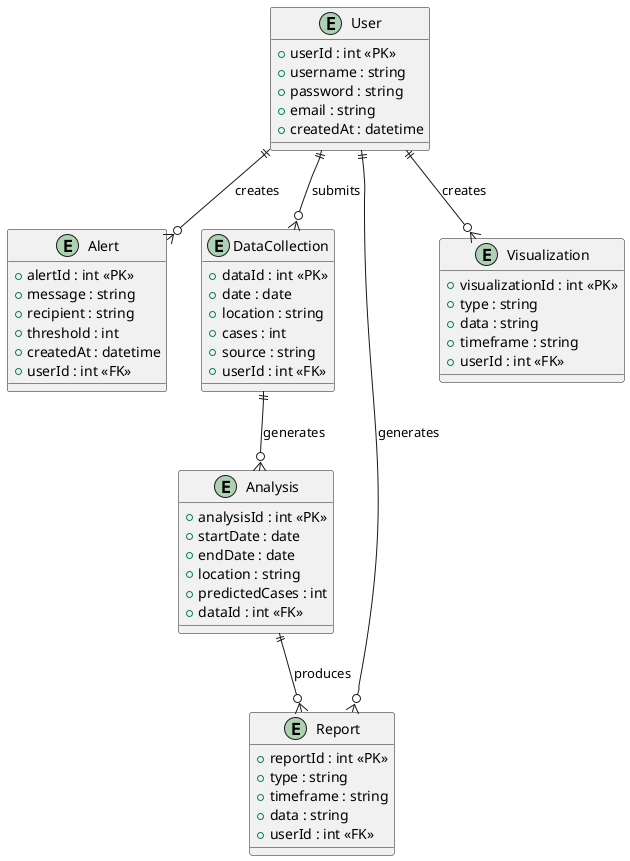 E User
userId : int «PK»
username : string
password : string
email : string
createdAt : datetime
creates
submits
creates
E Alert
alertId : int «PK»
message : string
recipient : string
threshold : int
createdAt : datetime
userId : int «FK»
E DataCollection
dataId : int «PK»
date : date
location : string
cases : int
source : string
userId : int «FK»
E Visualization
visualizationId : int «PK»
type : string
data : string
timeframe : string
userId : int «FK»
generates
generates
E Analysis
analysisId : int «PK»
startDate : date
endDate : date
location : string
predictedCases : int
dataId : int «FK»
produces
E Report
reportId : int «PK»
type : string
timeframe : string
data : string
userId : int «FK»